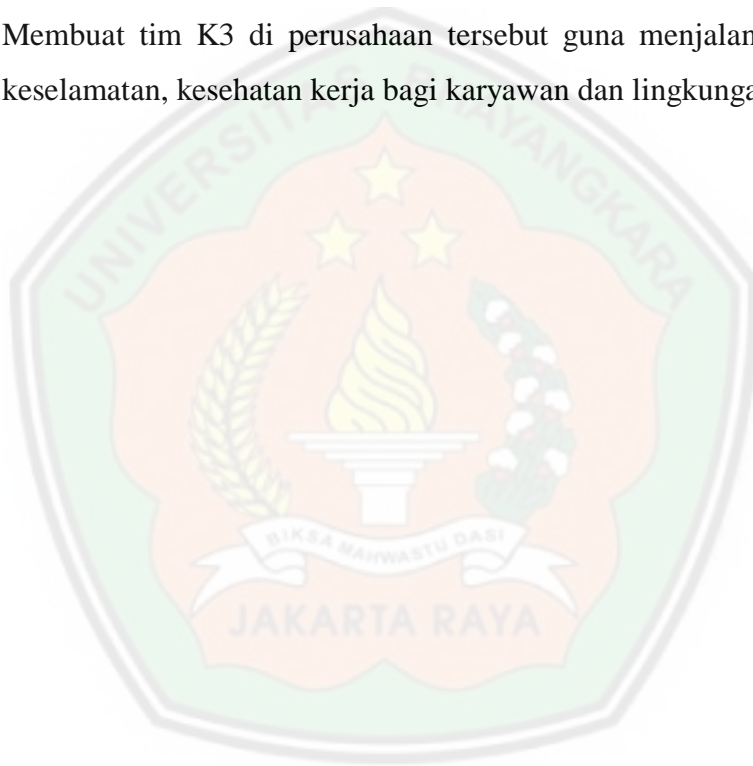 Membuat tim K3 di perusahaan tersebut guna menjalan
keselamatan, kesehatan kerja bagi karyawan dan lingkunga
UNIVERSITAS BHAYANGKARA
BIKSA MAHWASTU DASI
JAKARTA RAYA